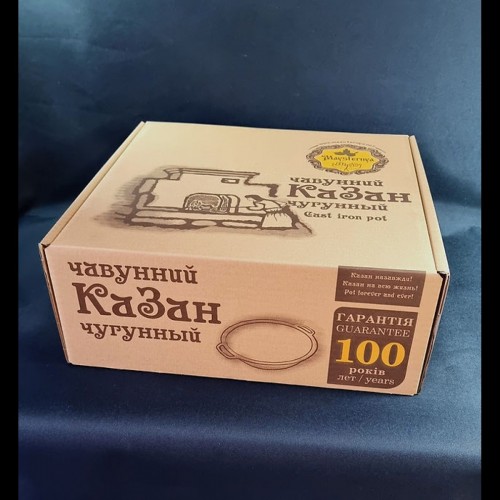 Maysternya
чавунний
КаЗан
чугунный
Cast iron pot
чавунний
КаЗан
чугунный
Казан назавжди!
Казан на всю жизнь!
Pot forever and ever!
ГАРАНТІЯ
GUARANTEE
100
років
лет / years